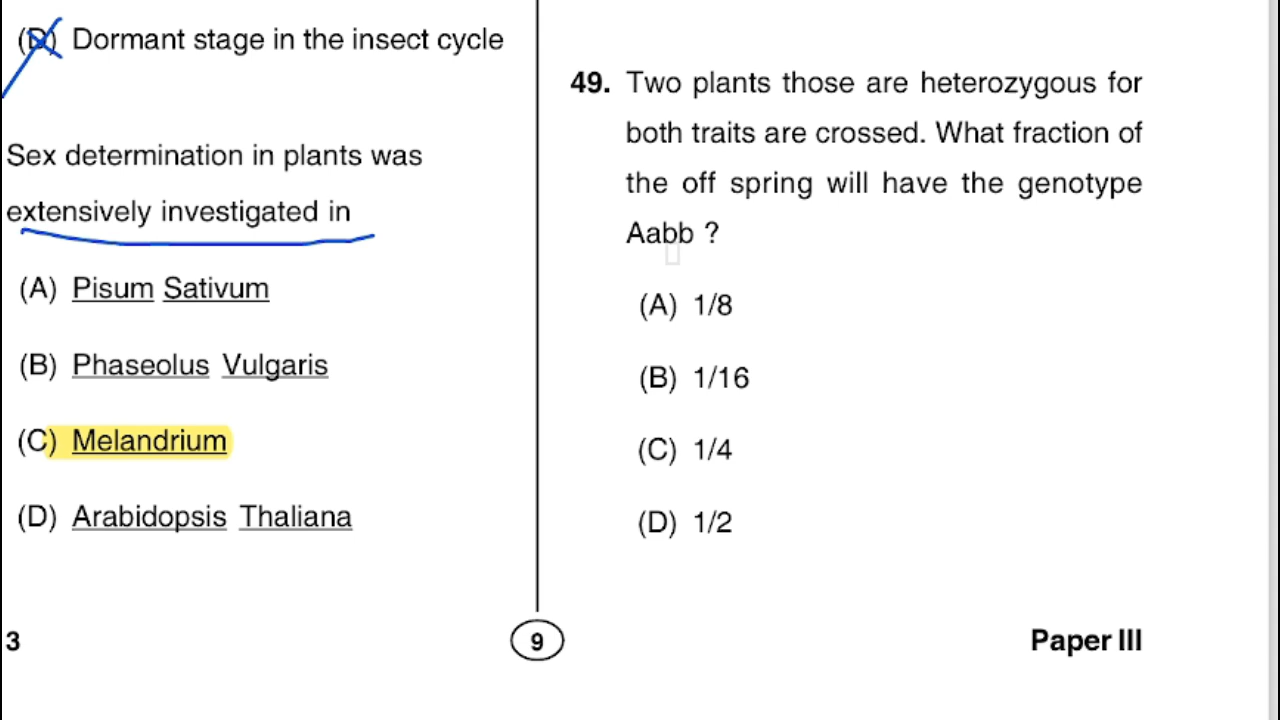 (D) Dormant stage in the insect cycle
Sex determination in plants was
extensively investigated in
(A) Pisum Sativum
(B) Phaseolus Vulgaris
(C) Melandrium
(D) Arabidopsis Thaliana
3
49. Two plants those are heterozygous for
both traits are crossed. What fraction of
the off spring will have the genotype
Aabb ?
(A) 1/8
(B) 1/16
(C) 1/4
(D) 1/2
9
Paper III